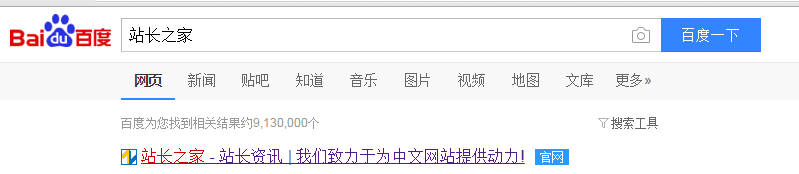 Bai du 百度 站长之家 百度一下
网页 新闻 贴吧 知道 音乐 图片 视频 地图 文库 更多»
百度为您找到相关结果约9,130,000个 搜索工具
站长之家 - 站长资讯 | 我们致力于为中文网站提供动力! 官网